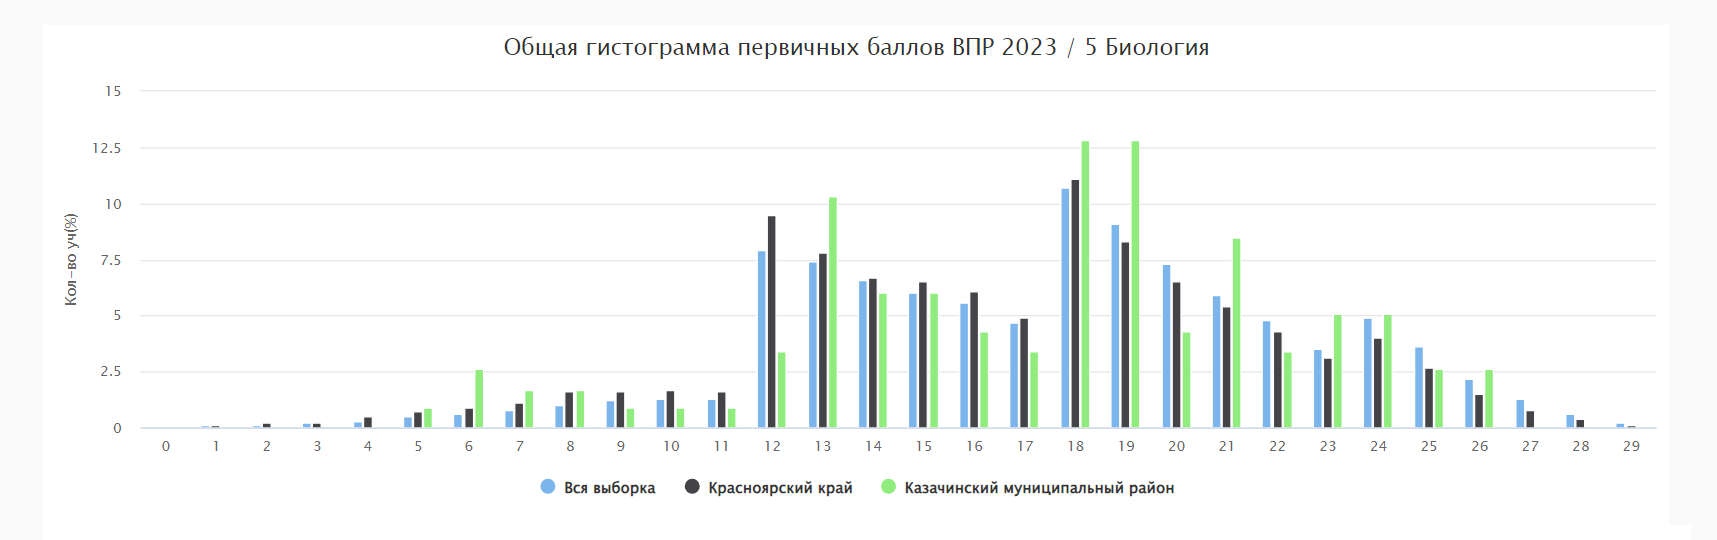 Общая гистограмма первичных баллов ВПР 2023 / 5 Биология
15
12.5
10
7.5
5
2.5
0
Кол-во уч(%)
0 1 2 3 4 5 6 7 8 9 10 11 12 13 14 15 16 17 18 19 20 21 22 23 24 25 26 27 28 29
Вся выборка Красноярский край Казачинский муниципальный район